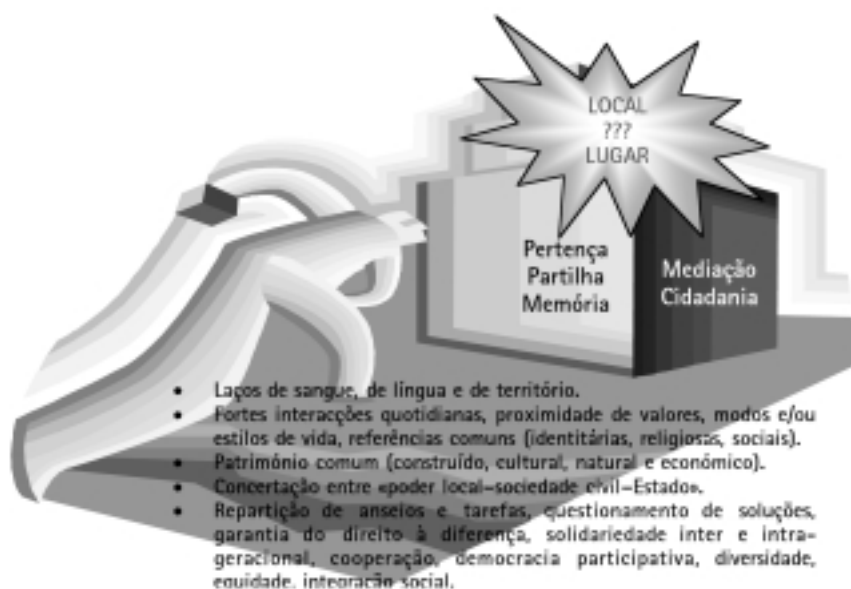 LOCAL
???
LUGAR
Pertença
Partilha
Memória
Mediação
Cidadania
• Laços de sangue, de língua e de território.
• Fortes interacções quotidianas, proximidade de valores, modos e/ou
estilos de vida, referências comuns (identitárias, religiosas, sociais).
• Património comum (construído, cultural, natural e económico).
• Concertação entre «poder local–sociedade civil–Estado».
• Repartição de anseios e tarefas, questionamento de soluções,
garantia do direito à diferença, solidariedade inter e intra-
geracional, cooperação, democracia participativa, diversidade,
equidade, integração social.